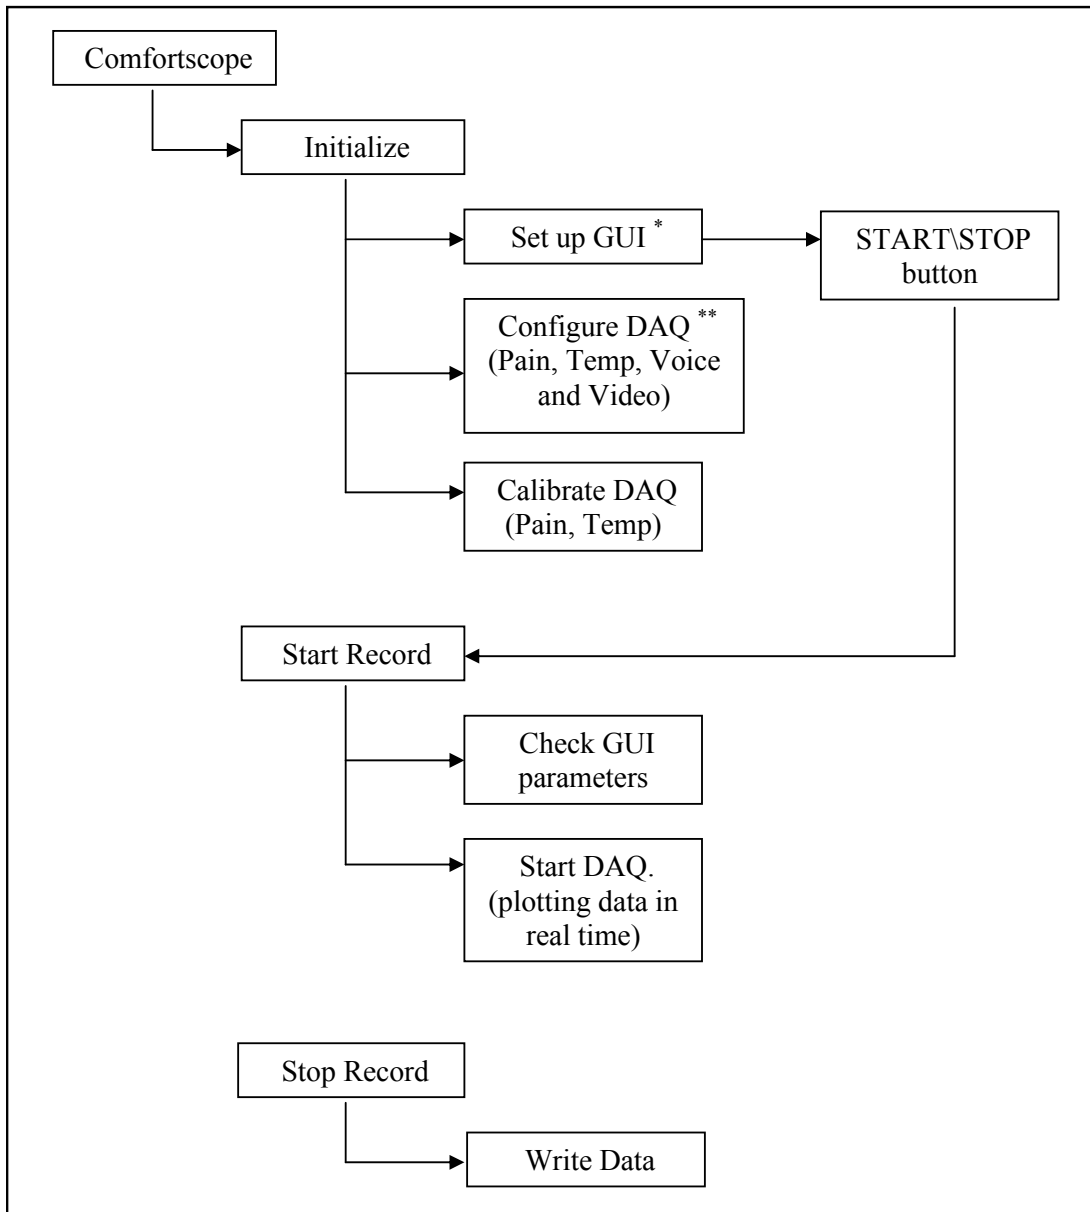 Comfortscope
Initialize
Set up GUI *
START\STOP
button
Configure DAQ **
(Pain, Temp, Voice
and Video)
Calibrate DAQ
(Pain, Temp)
Start Record
Check GUI
parameters
Start DAQ.
(plotting data in
real time)
Stop Record
Write Data